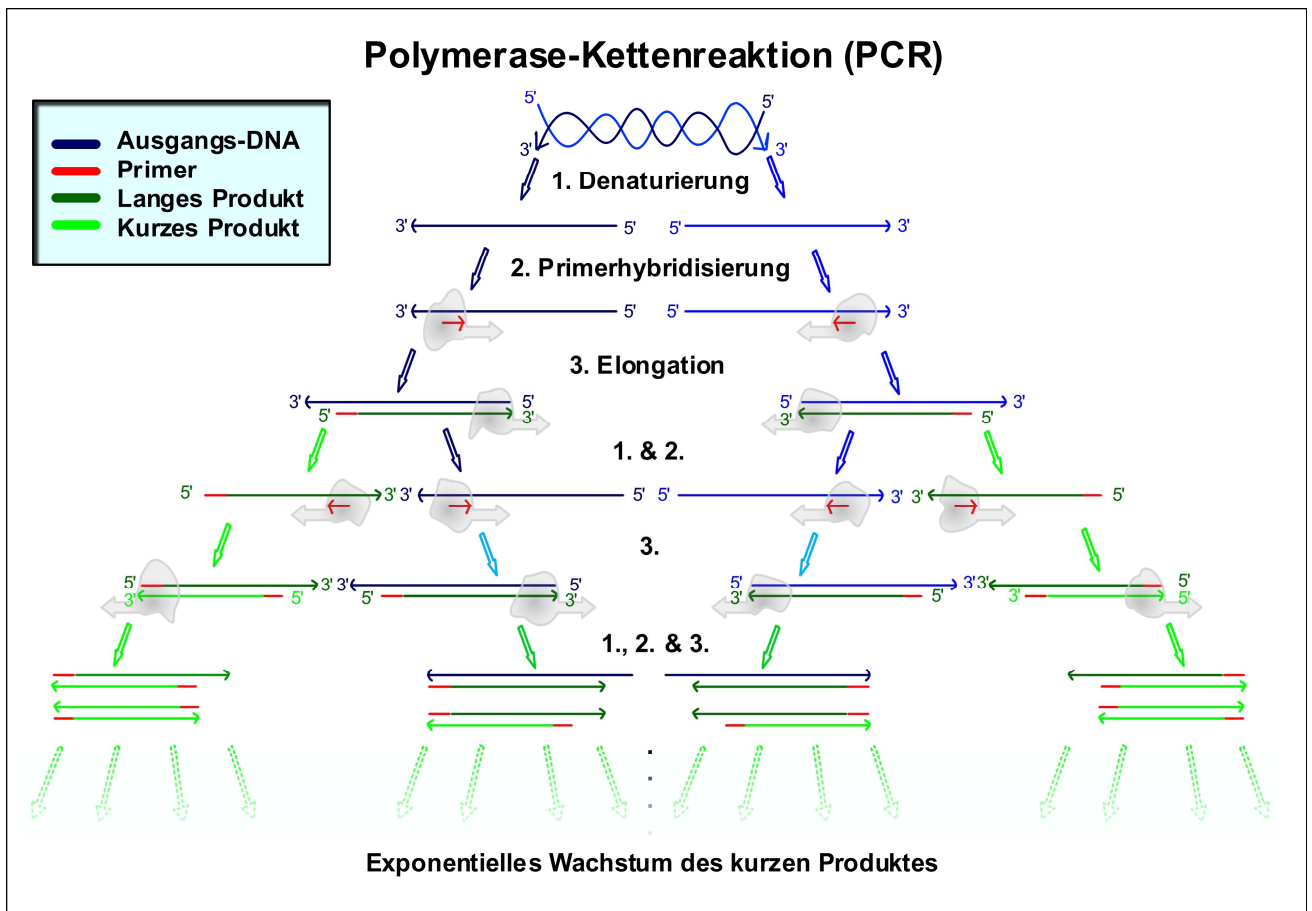 Polymerase-Kettenreaktion (PCR)
Ausgangs-DNA
Primer
Langes Produkt
Kurzes Produkt
5' 5'
3' 3'
1. Denaturierung
3' 5' 5' 3'
2. Primerhybridisierung
3' 5' 5' 3'
3. Elongation
3' 5' 5' 3'
5' 3' 3' 5'
1. & 2.
5' 3' 3' 5' 5' 3' 3' 5'
3.
5' 3' 3' 5' 5' 3' 3' 5'
3' 5' 5' 3' 3' 5' 3' 5'
1., 2. & 3.
Exponentielles Wachstum des kurzen Produktes